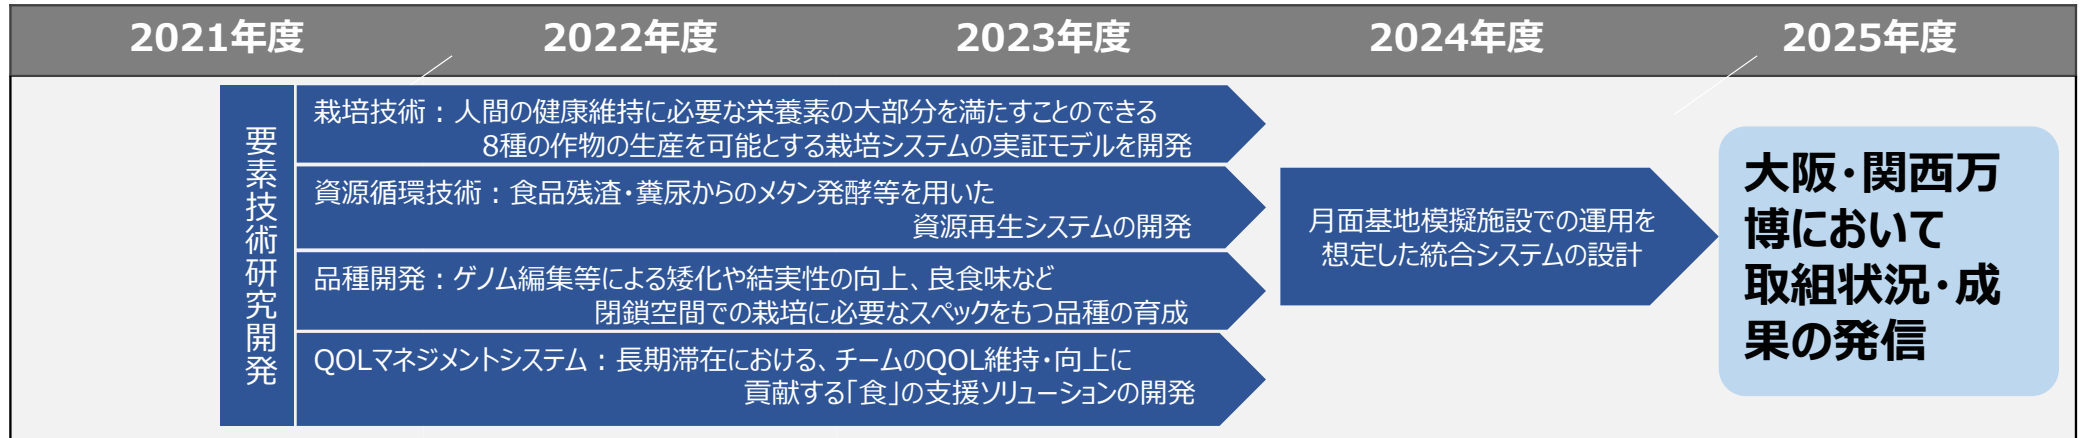 2021年度 2022年度 2023年度 2024年度 2025年度
要素技術研究開発
栽培技術：人間の健康維持に必要な栄養素の大部分を満たすことのできる
8種の作物の生産を可能とする栽培システムの実証モデルを開発
資源循環技術：食品残渣・糞尿からのメタン発酵等を用いた
資源再生システムの開発
品種開発：ゲノム編集等による矮化や結実性の向上、良食味など
閉鎖空間での栽培に必要なスペックをもつ品種の育成
QOLマネジメントシステム：長期滞在における、チームのQOL維持・向上に
貢献する「食」の支援ソリューションの開発
月面基地模擬施設での運用を
想定した統合システムの設計
大阪・関西万
博において
取組状況・成
果の発信